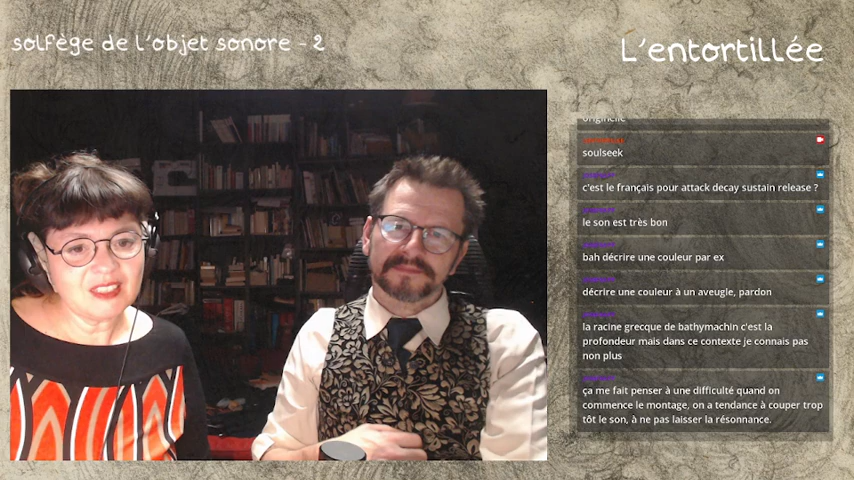 solfège de l'objet sonore - 2
L'entortillée
originelle
soulseek
c'est le français pour attack decay sustain release ?
le son est très bon
bah décrire une couleur par ex
décrire une couleur à un aveugle, pardon
la racine grecque de bathymachin c'est la
profondeur mais dans ce contexte je connais pas
non plus
ça me fait penser à une difficulté quand on
commence le montage, on a tendance à couper trop
tôt le son, à ne pas laisser la résonnance.